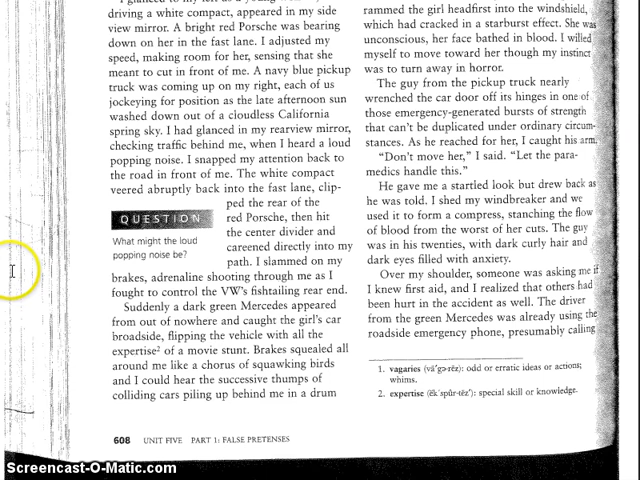 driving a white compact, appeared in my side
view mirror. A bright red Porsche was bearing
down on her in the fast lane. I adjusted my
speed, making room for her, sensing that she
meant to cut in front of me. A navy blue pickup
truck was coming up on my right, each of us
jockeying for position as the late afternoon sun
washed down out of a cloudless California
spring sky. I had glanced in my rearview mirror,
checking traffic behind me, when I heard a loud
popping noise. I snapped my attention back to
the road in front of me. The white compact
veered abruptly back into the fast lane, clip-
ped the rear of the
red Porsche, then hit
the center divider and
careened directly into my
path. I slammed on my
QUESTION
What might the loud
popping noise be?
brakes, adrenaline shooting through me as I
fought to control the VW's fishtailing rear end.
Suddenly a dark green Mercedes appeared
from out of nowhere and caught the girl's car
broadside, flipping the vehicle with all the
expertise² of a movie stunt. Brakes squealed all
around me like a chorus of squawking birds
and I could hear the successive thumps of
colliding cars piling up behind me in a drum
rammed the girl headfirst into the windshield,
which had cracked in a starburst effect. She was
unconscious, her face bathed in blood. I willed
myself to move toward her though my instinct
was to turn away in horror.
The guy from the pickup truck nearly
wrenched the car door off its hinges in one of
those emergency-generated bursts of strength
that can't be duplicated under ordinary circum-
stances. As he reached for her, I caught his arm.
"Don't move her," I said. "Let the para-
medics handle this."
He gave me a startled look but drew back as
he was told. I shed my windbreaker and we
used it to form a compress, stanching the flow
of blood from the worst of her cuts. The guy
was in his twenties, with dark curly hair and
dark eyes filled with anxiety.
Over my shoulder, someone was asking me if
I knew first aid, and I realized that others had
been hurt in the accident as well. The driver
from the green Mercedes was already using the
roadside emergency phone, presumably calling
1. vagaries (vā′gə-rēz): odd or erratic ideas or actions;
whims.
2. expertise (ĕk′spûr-tēz′): special skill or knowledge.
608 UNIT FIVE PART 1: FALSE PRETENSES
Screencast-O-Matic.com